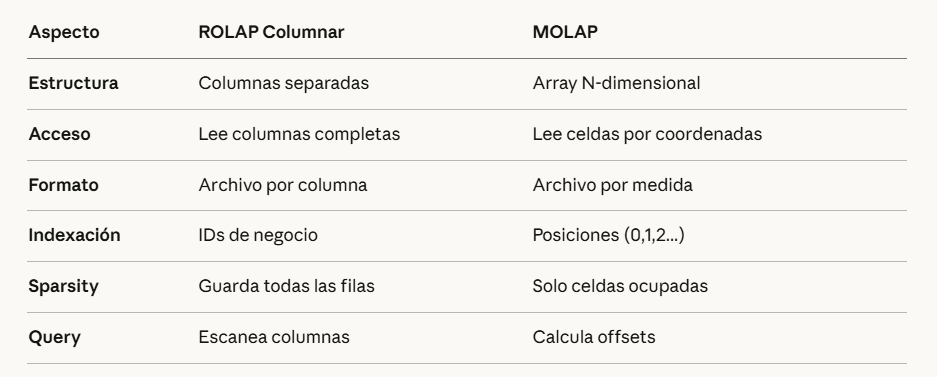 Aspecto ROLAP Columnar MOLAP
Estructura Columnas separadas Array N-dimensional
Acceso Lee columnas completas Lee celdas por coordenadas
Formato Archivo por columna Archivo por medida
Indexación IDs de negocio Posiciones (0,1,2...)
Sparsity Guarda todas las filas Solo celdas ocupadas
Query Escanea columnas Calcula offsets